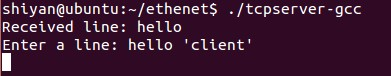 shiyan@ubuntu:~/ethenet$ ./tcpserver-gcc
Received line: hello
Enter a line: hello 'client'